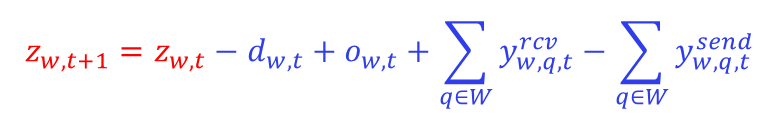 z_{w,t+1} = z_{w,t} − d_{w,t} + o_{w,t} + ∑_{q∈W} y^{rcv}_{w,q,t} − ∑_{q∈W} y^{send}_{w,q,t}